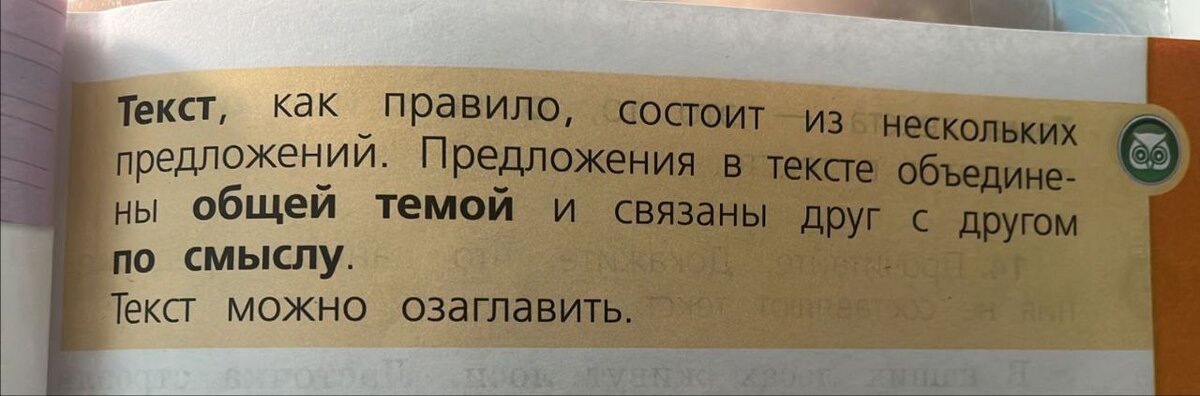 Текст, как правило, состоит из нескольких
предложений. Предложения в тексте объедине-
ны общей темой и связаны друг с другом
по смыслу.
Текст можно озаглавить.